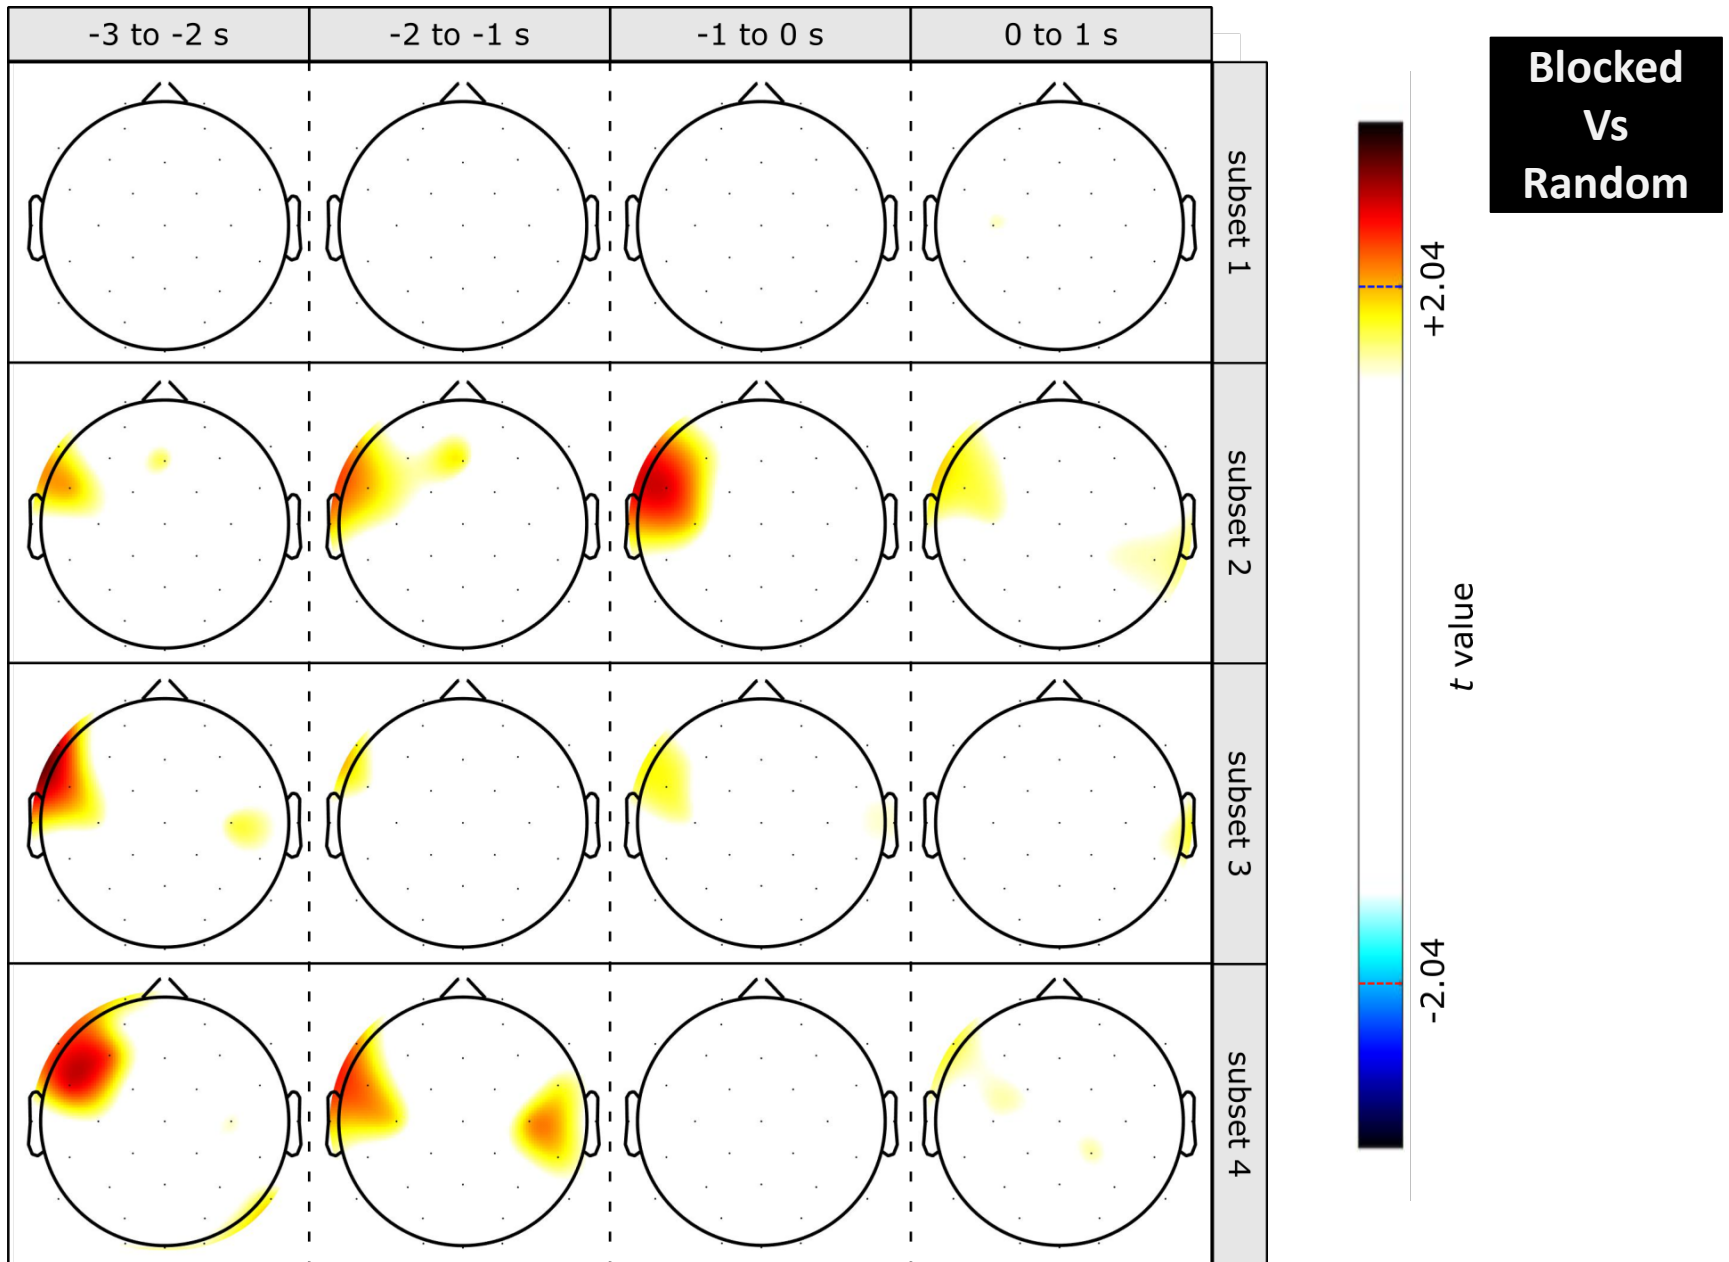 -3 to -2 s
-2 to -1 s
-1 to 0 s
0 to 1 s
subset 1
subset 2
subset 3
subset 4
+2.04
t value
-2.04
Blocked
Vs
Random